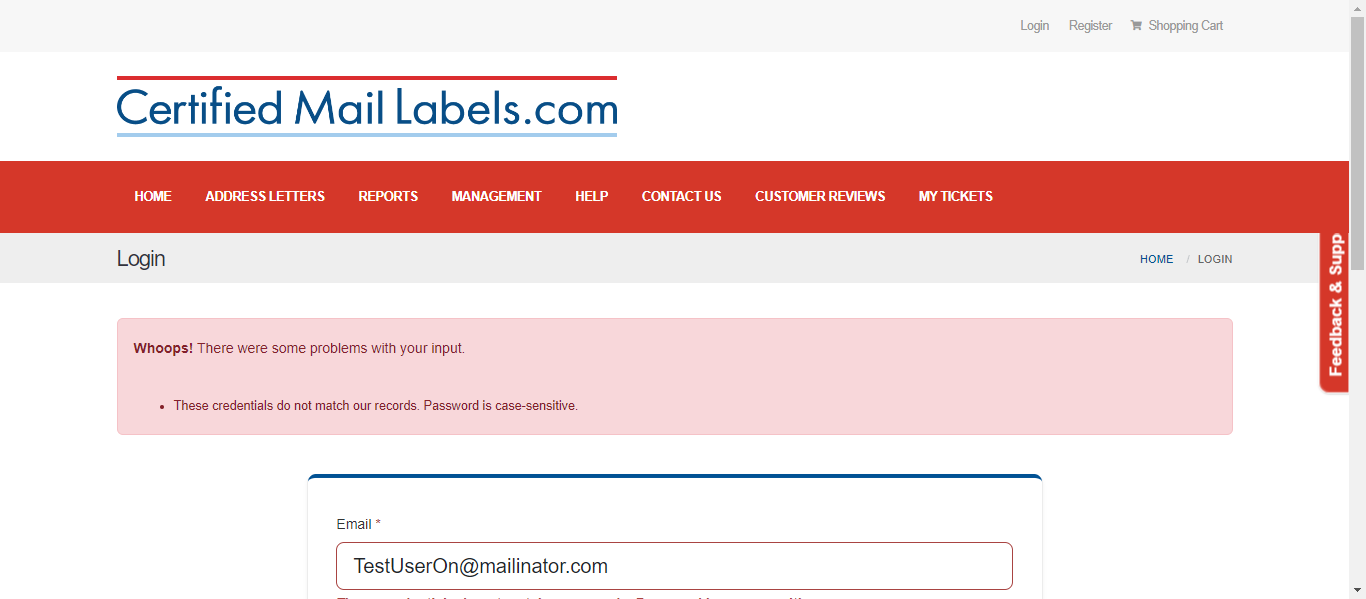 Login Register Shopping Cart
Certified Mail Labels.com
HOME ADDRESS LETTERS REPORTS MANAGEMENT HELP CONTACT US CUSTOMER REVIEWS MY TICKETS
Login
HOME / LOGIN
Feedback & Supp
Whoops! There were some problems with your input.
• These credentials do not match our records. Password is case-sensitive.
Email *
TestUserOn@mailinator.com